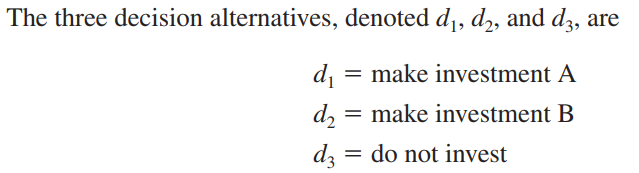 The three decision alternatives, denoted d₁, d₂, and d₃, are
d₁ = make investment A
d₂ = make investment B
d₃ = do not invest